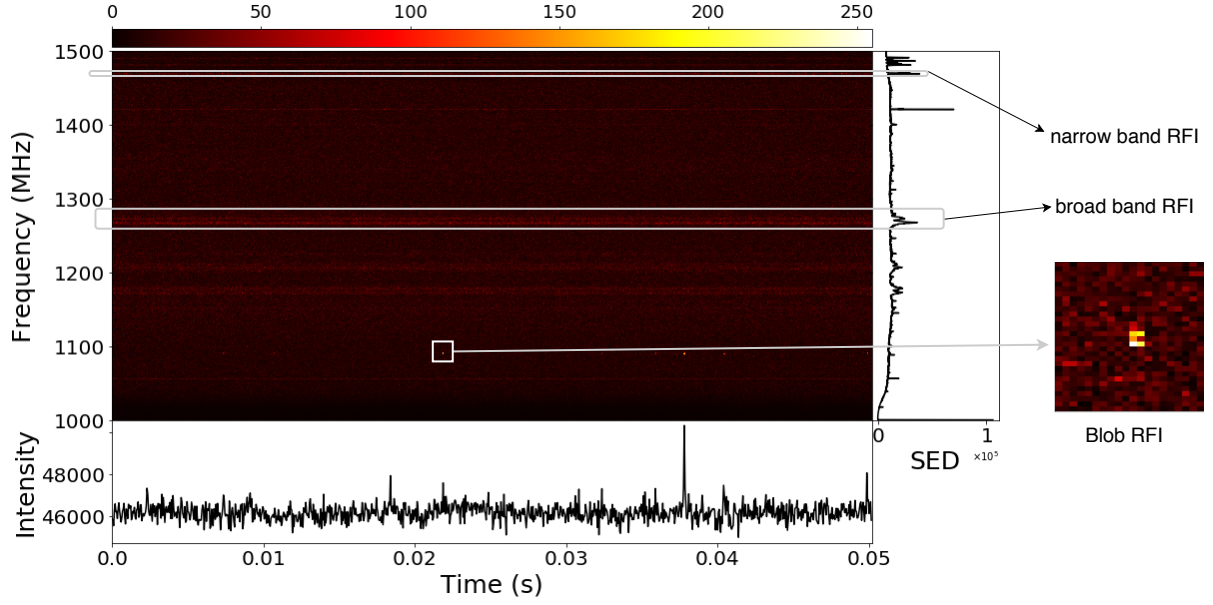 0 50 100 150 200 250
1500
1400
1300
1200
1100
1000
Frequency (MHz)
narrow band RFI
broad band RFI
Blob RFI
0 1
SED ×10⁵
Intensity
48000
46000
0.0 0.01 0.02 0.03 0.04 0.05
Time (s)